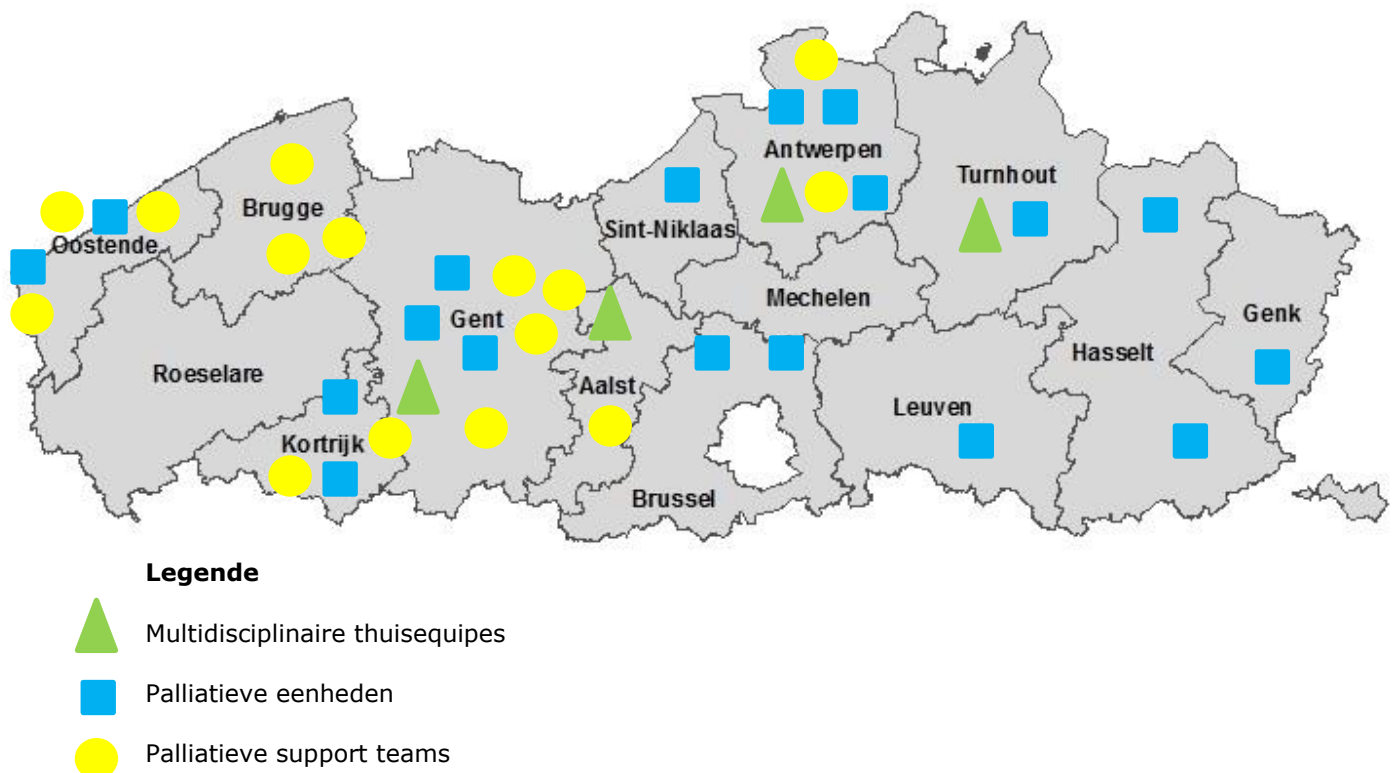 Antwerpen
Turnhout
Brugge
Sint-Niklaas
Oostende
Mechelen
Genk
Gent
Hasselt
Roeselare
Aalst
Leuven
Kortrijk
Brussel
Legende
Multidisciplinaire thuisequipes
Palliatieve eenheden
Palliatieve support teams